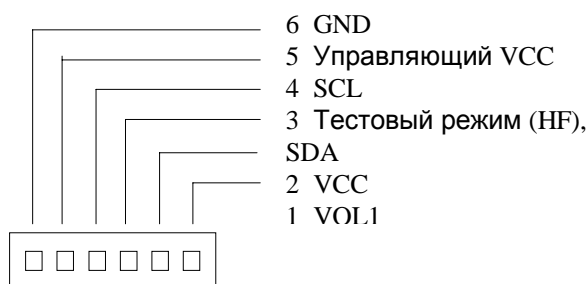 6 GND
5 Управляющий VCC
4 SCL
3 Тестовый режим (HF),
SDA
2 VCC
1 VOL1